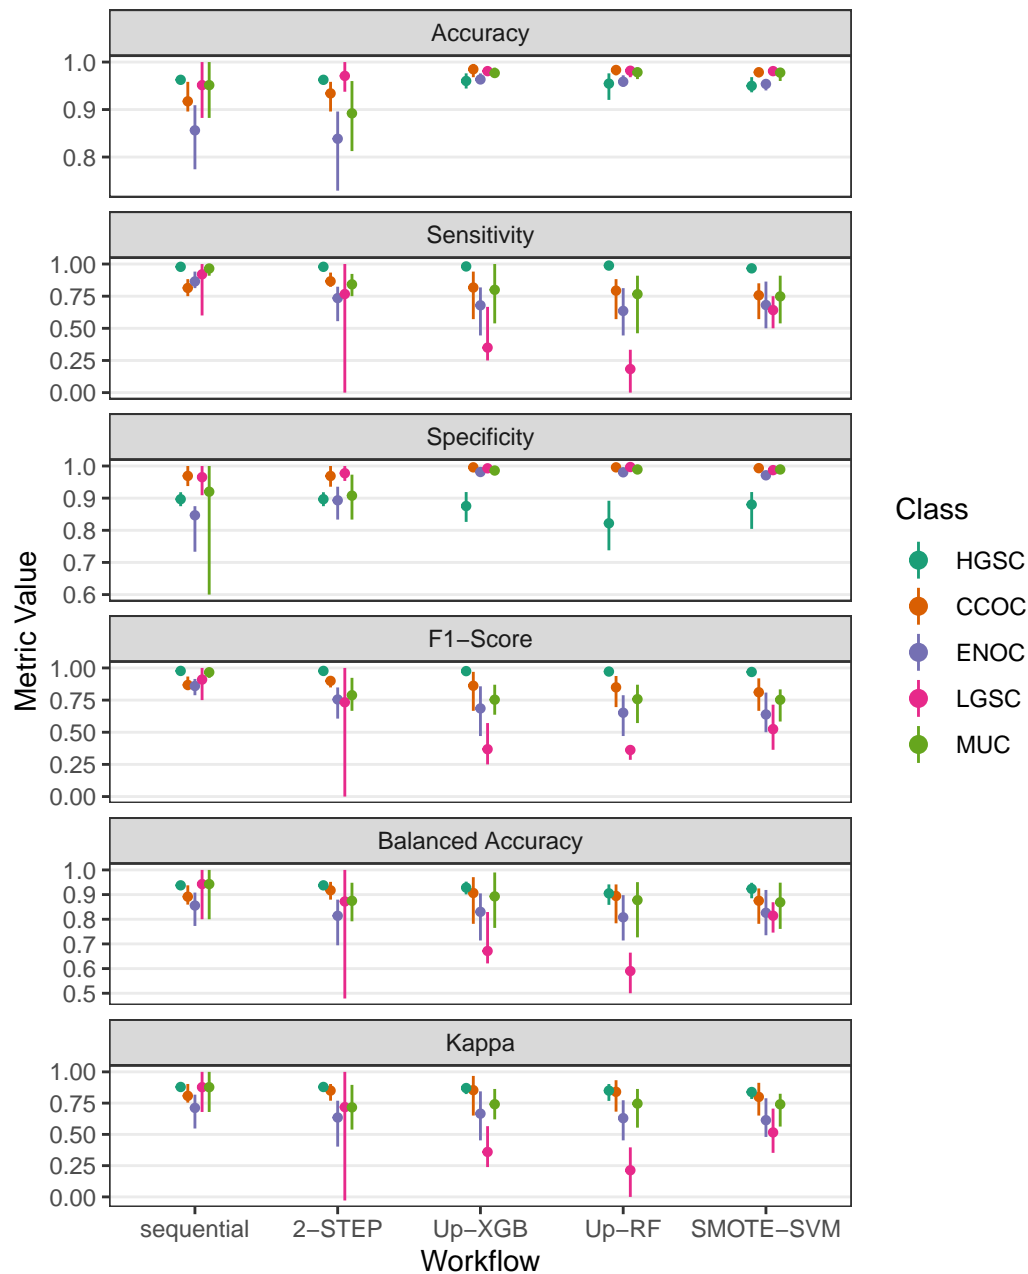 Accuracy
1.0
0.9
0.8
Sensitivity
1.00
0.75
0.50
0.25
0.00
Specificity
1.0
0.9
0.8
0.7
0.6
F1−Score
1.00
0.75
0.50
0.25
0.00
Balanced Accuracy
1.0
0.9
0.8
0.7
0.6
0.5
Kappa
1.00
0.75
0.50
0.25
0.00
sequential 2−STEP Up−XGB Up−RF SMOTE−SVM
Workflow
Metric Value
Class
HGSC
CCOC
ENOC
LGSC
MUC